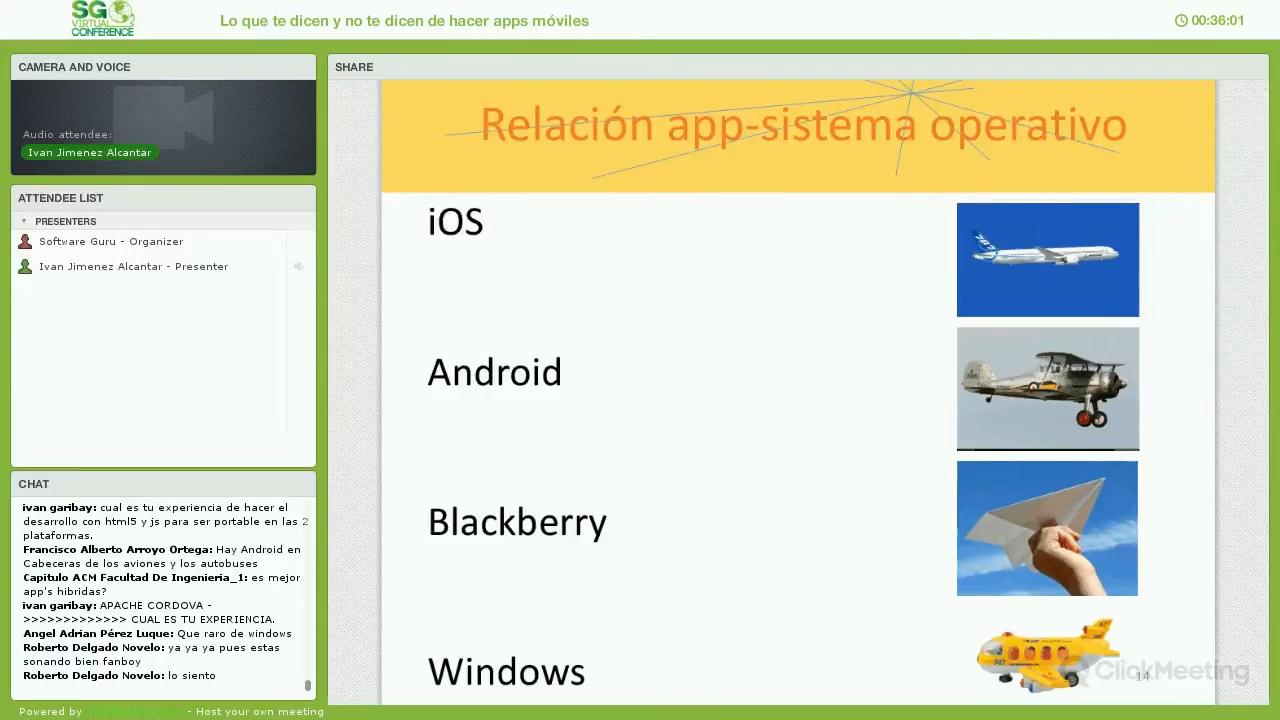 SG
VIRTUAL
CONFERENCE
Lo que te dicen y no te dicen de hacer apps móviles
00:36:01
CAMERA AND VOICE
Audio attendee:
Ivan Jimenez Alcantar
ATTENDEE LIST
PRESENTERS
Software Guru - Organizer
Ivan Jimenez Alcantar - Presenter
CHAT
ivan garibay: cual es tu experiencia de hacer el
desarrollo con html5 y js para ser portable en las 2
plataformas.
Francisco Alberto Arroyo Ortega: Hay Android en
Cabeceras de los aviones y los autobuses
Capitulo ACM Facultad De Ingenieria_1: es mejor
app's hibridas?
ivan garibay: APACHE CORDOVA -
>>>>>>>>>>>>> CUAL ES TU EXPERIENCIA.
Angel Adrian Pérez Luque: Que raro de windows
Roberto Delgado Novelo: ya ya ya pues estas
sonando bien fanboy
Roberto Delgado Novelo: lo siento
Powered by - Host your own meeting
SHARE
Relación app-sistema operativo
iOS
Android
Blackberry
Windows
14
ClickMeeting